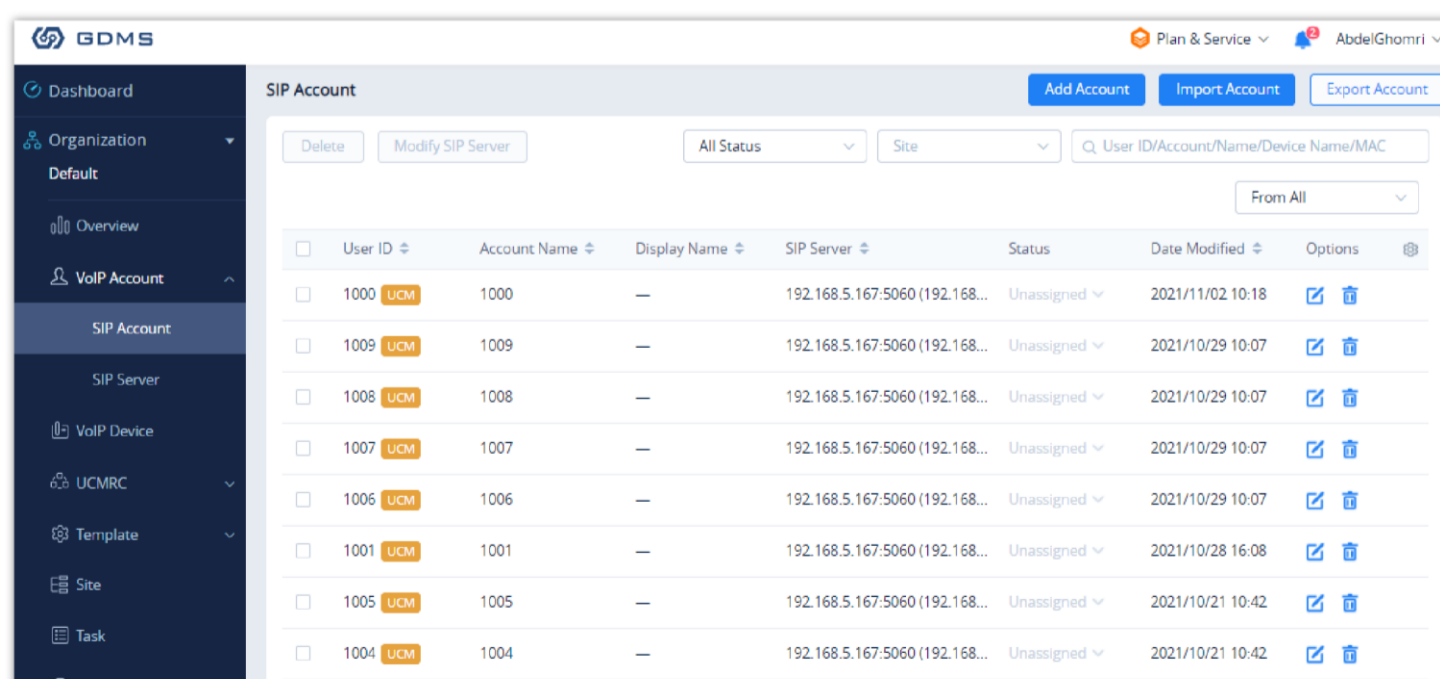 GDMS
Plan & Service 2 AbdelGhomri
Dashboard
Organization
Default
Overview
VoIP Account
SIP Account
SIP Server
VoIP Device
UCMRC
Template
Site
Task
SIP Account Add Account Import Account Export Account
Delete Modify SIP Server All Status Site User ID/Account/Name/Device Name/MAC
From All
User ID Account Name Display Name SIP Server Status Date Modified Options
1000 UCM 1000 — 192.168.5.167:5060 (192.168... Unassigned 2021/11/02 10:18
1009 UCM 1009 — 192.168.5.167:5060 (192.168... Unassigned 2021/10/29 10:07
1008 UCM 1008 — 192.168.5.167:5060 (192.168... Unassigned 2021/10/29 10:07
1007 UCM 1007 — 192.168.5.167:5060 (192.168... Unassigned 2021/10/29 10:07
1006 UCM 1006 — 192.168.5.167:5060 (192.168... Unassigned 2021/10/29 10:07
1001 UCM 1001 — 192.168.5.167:5060 (192.168... Unassigned 2021/10/28 16:08
1005 UCM 1005 — 192.168.5.167:5060 (192.168... Unassigned 2021/10/21 10:42
1004 UCM 1004 — 192.168.5.167:5060 (192.168... Unassigned 2021/10/21 10:42